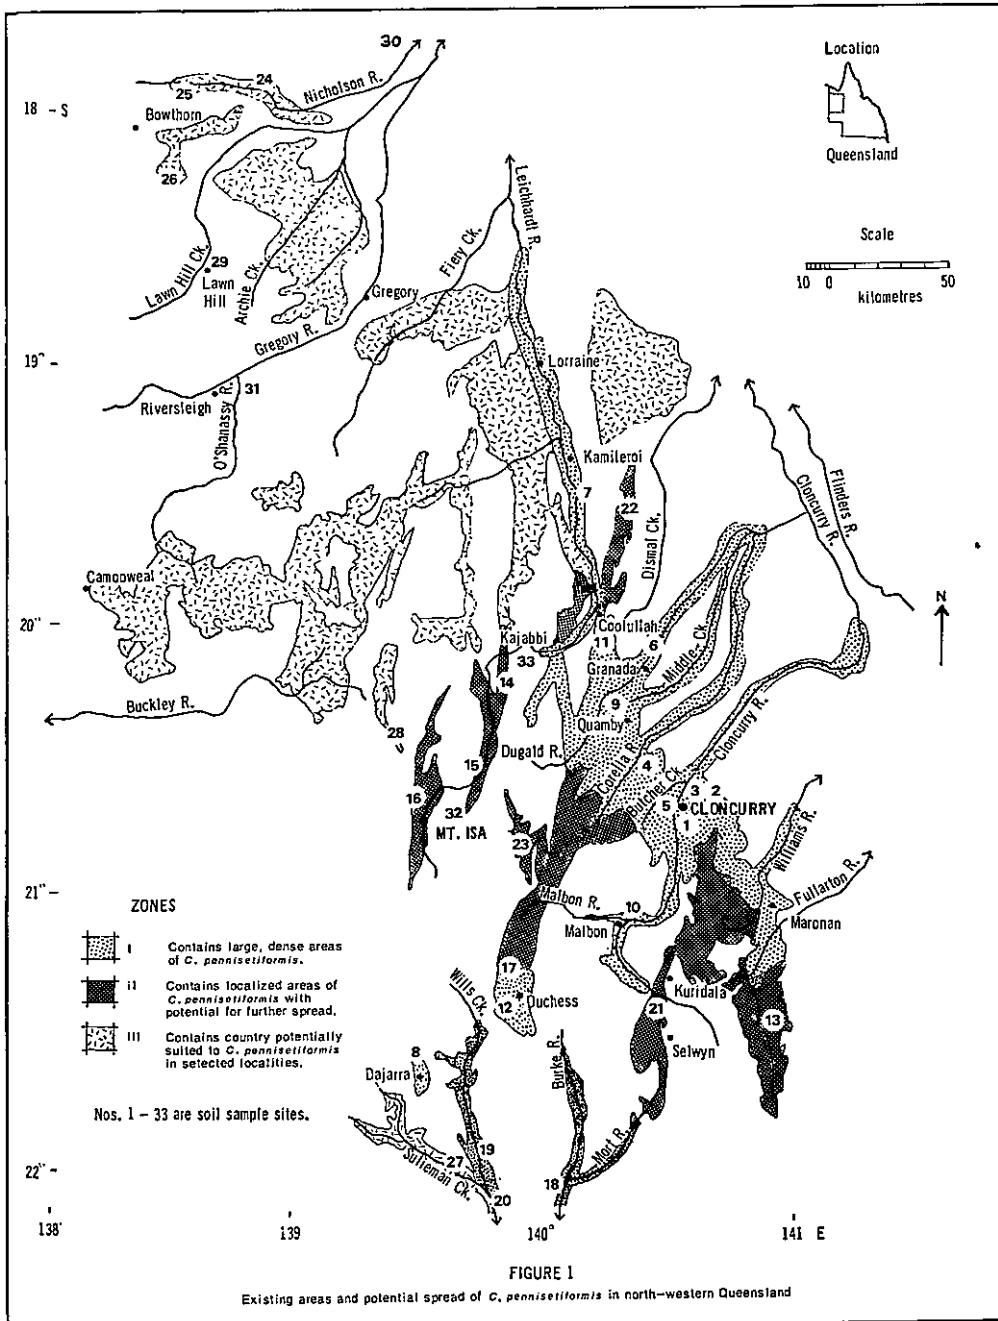 30
Location
24
Nicholson R.
25
18 - S
Bowthorn
Queensland
26
Leichhardt R.
Fiery Ck.
Scale
Lawn Hill Ck.
29
Lawn
Hill
Archie Ck.
Gregory
10 0 50
kilometres
Gregory R.
19° -
Lorraine
31
Riversleigh
O'Shanassy R.
Kamileroi
7
22
Dismal Ck.
Cloncurry R.
Flinders R.
Camooweal
N
20° -
Coolullah
Kajabbi
11
6
33
Granada
Middle Ck.
14
Buckley R.
9
Quamby
28
Dugald R.
Corella R.
Cloncurry R.
4
15
Butcher Ck.
3
2
16
5
CLONCURRY
32
1
MT. ISA
23
Williams R.
21° -
Malbon R.
10
Fullarton R.
Malbon
Maronan
ZONES
I Contains large, dense areas
of C. pennisetiformis.
17
Wills Ck.
Kuridala
II Contains localized areas of
C. pennisetiformis with
potential for further spread.
12
Duchess
21
13
Selwyn
III Contains country potentially
suited to C. pennisetiformis
in selected localities.
8
Burke R.
Dajarra
Nos. 1 - 33 are soil sample sites.
Mort R.
19
27
Sulieman Ck.
22° -
20
18
138° 139 140° 141 E
FIGURE 1
Existing areas and potential spread of C. pennisetiformis in north-western Queensland